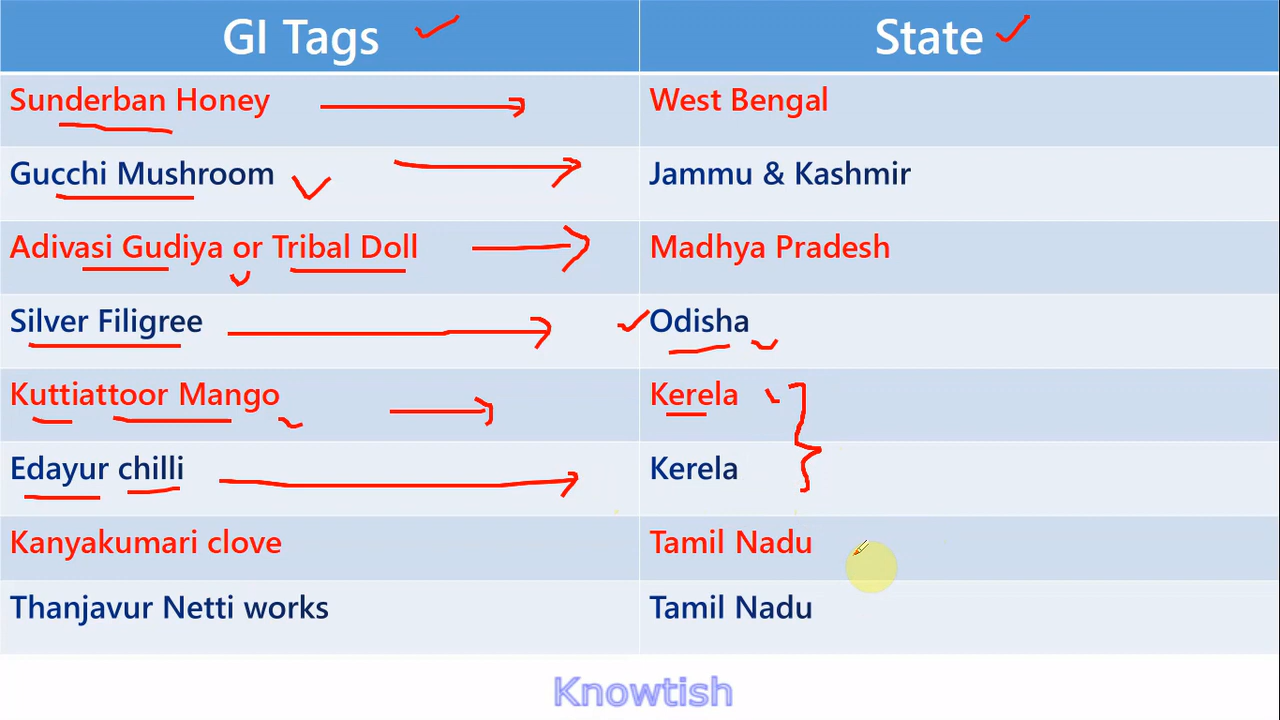 GI Tags State
Sunderban Honey West Bengal
Gucchi Mushroom Jammu & Kashmir
Adivasi Gudiya or Tribal Doll Madhya Pradesh
Silver Filigree Odisha
Kuttiattoor Mango Kerela
Edayur chilli Kerela
Kanyakumari clove Tamil Nadu
Thanjavur Netti works Tamil Nadu
Knowtish